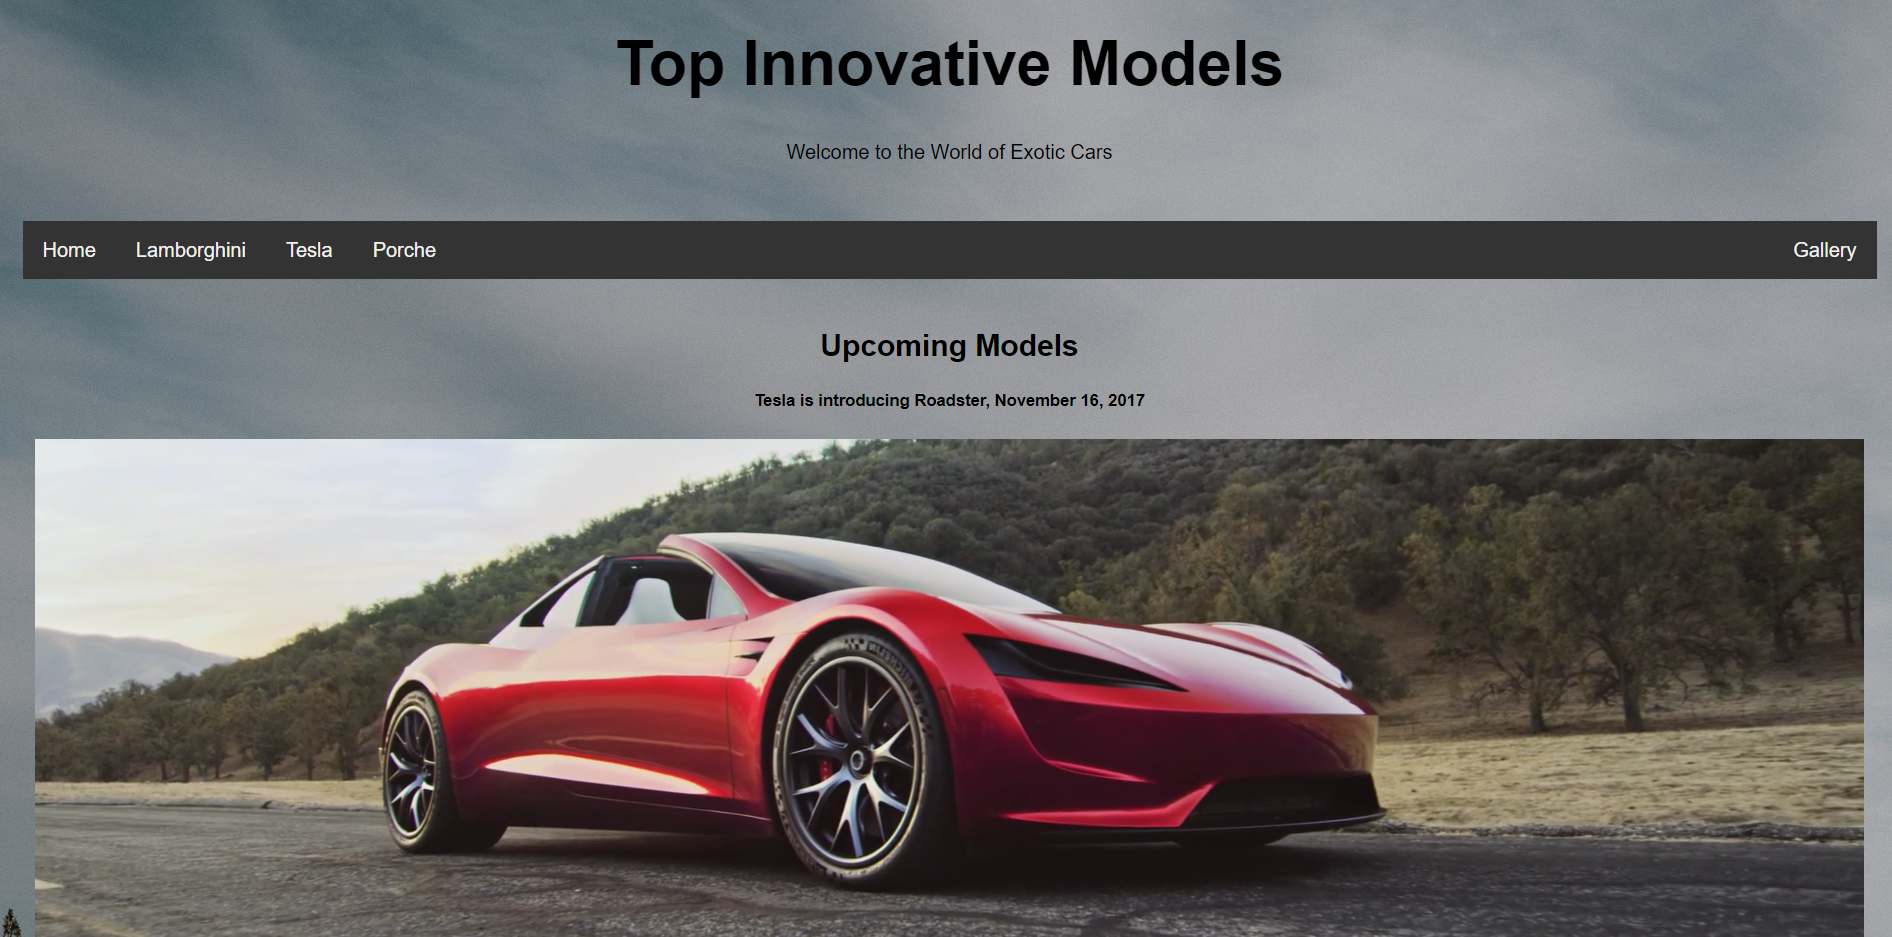 Top Innovative Models
Welcome to the World of Exotic Cars
Home Lamborghini Tesla Porche Gallery
Upcoming Models
Tesla is introducing Roadster, November 16, 2017